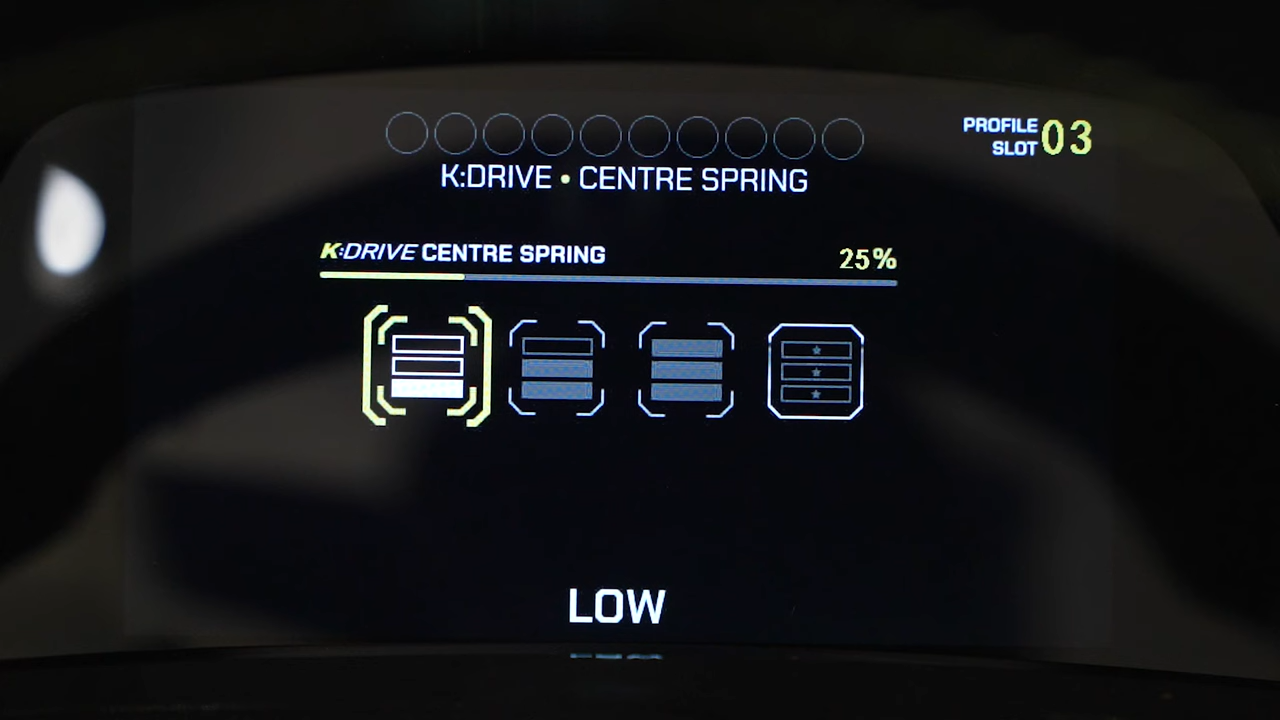 PROFILE SLOT 03
K:DRIVE • CENTRE SPRING
K:DRIVE CENTRE SPRING 25%
LOW